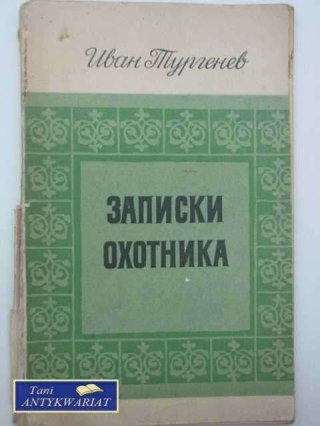 Иван Тургенев
ЗАПИСКИ
ОХОТНИКА
Tani
ANTYKWARIAT